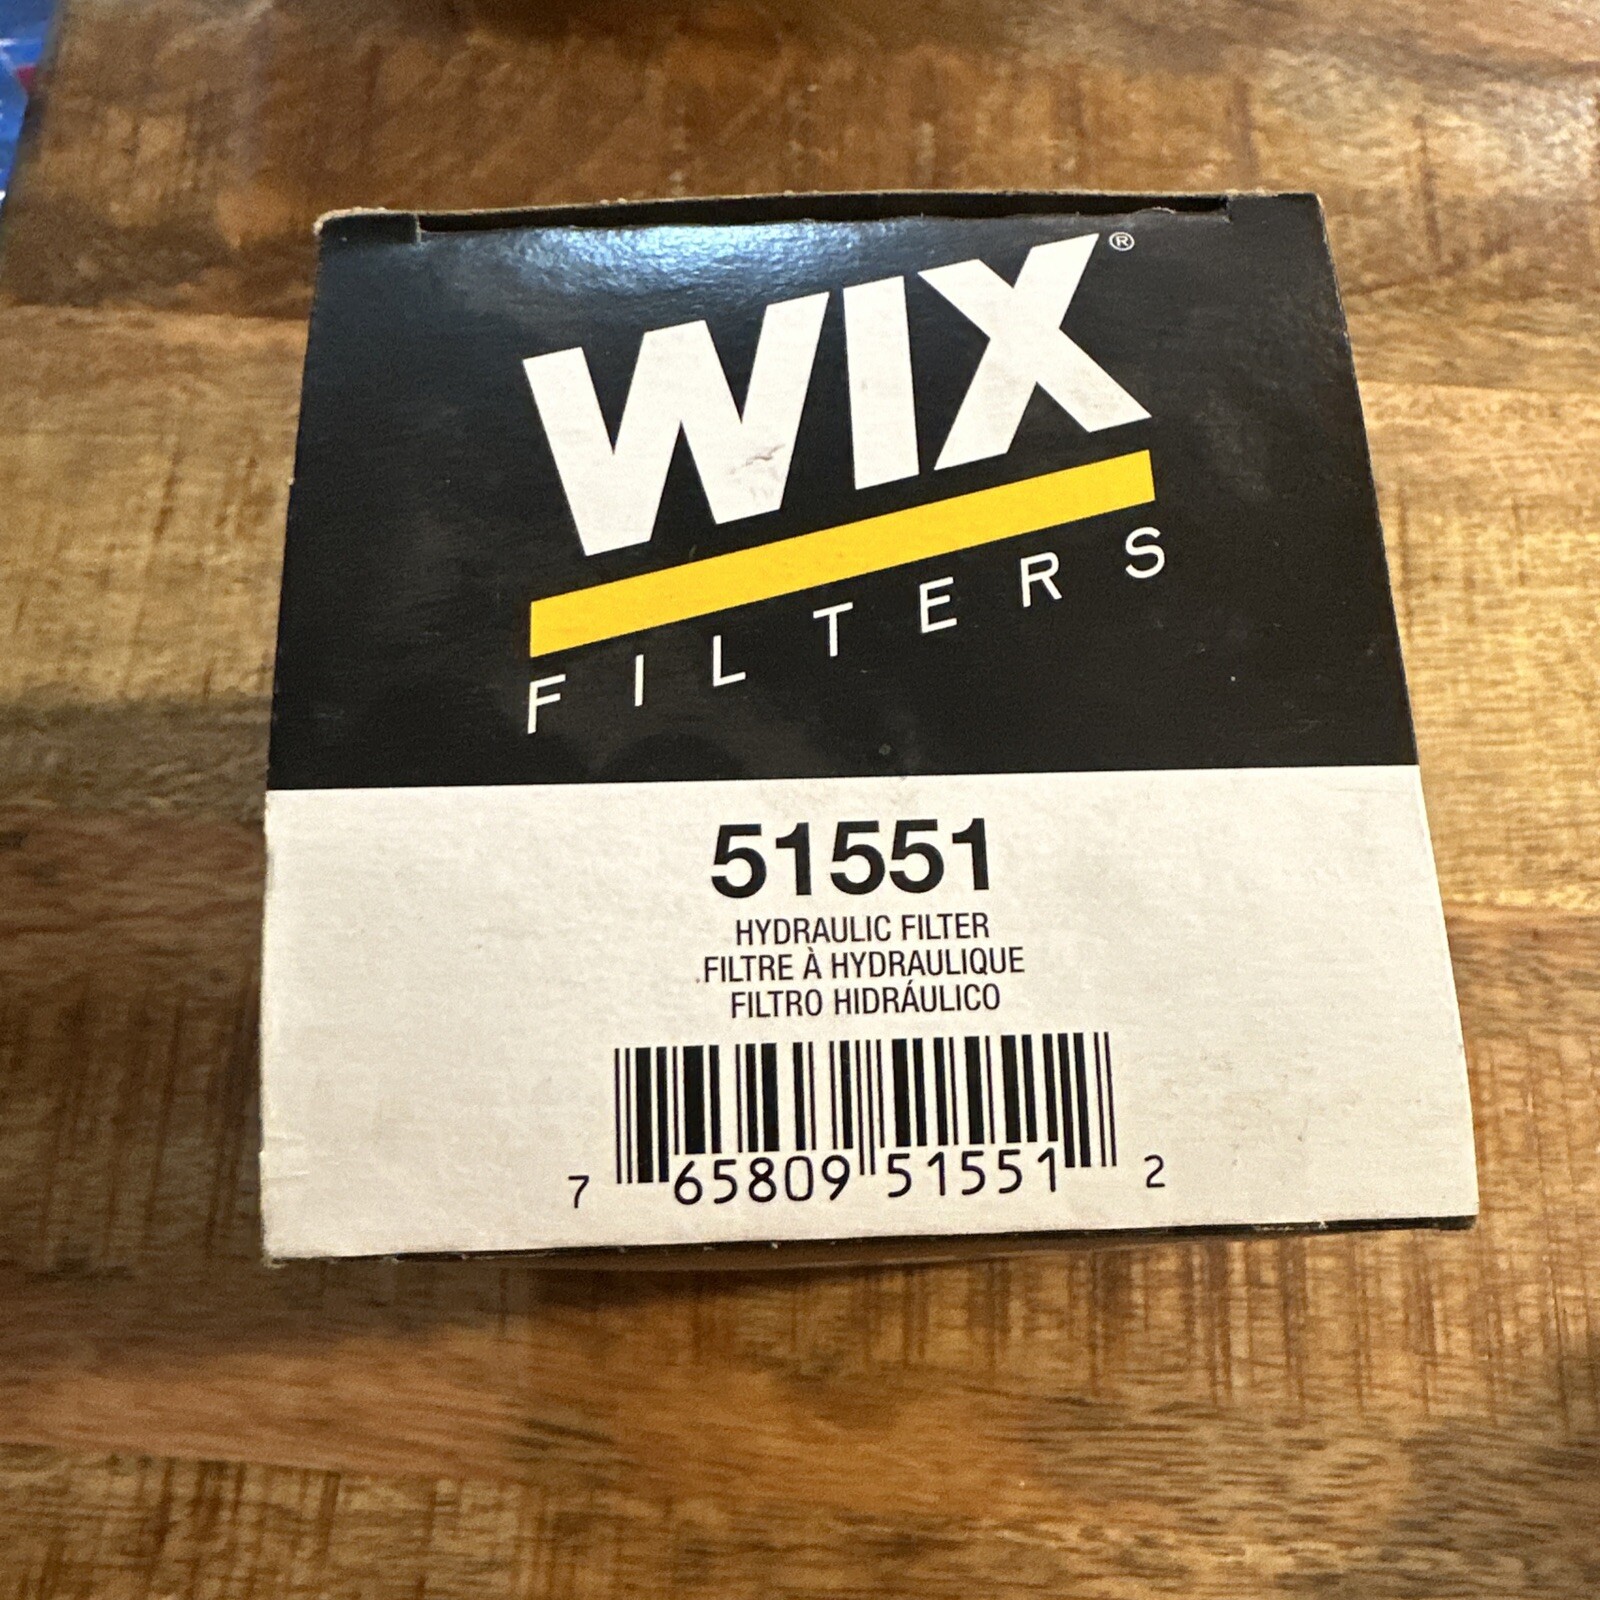 WIX®
FILTERS
51551
HYDRAULIC FILTER
FILTRE À HYDRAULIQUE
FILTRO HIDRÁULICO
7 65809 51551 2